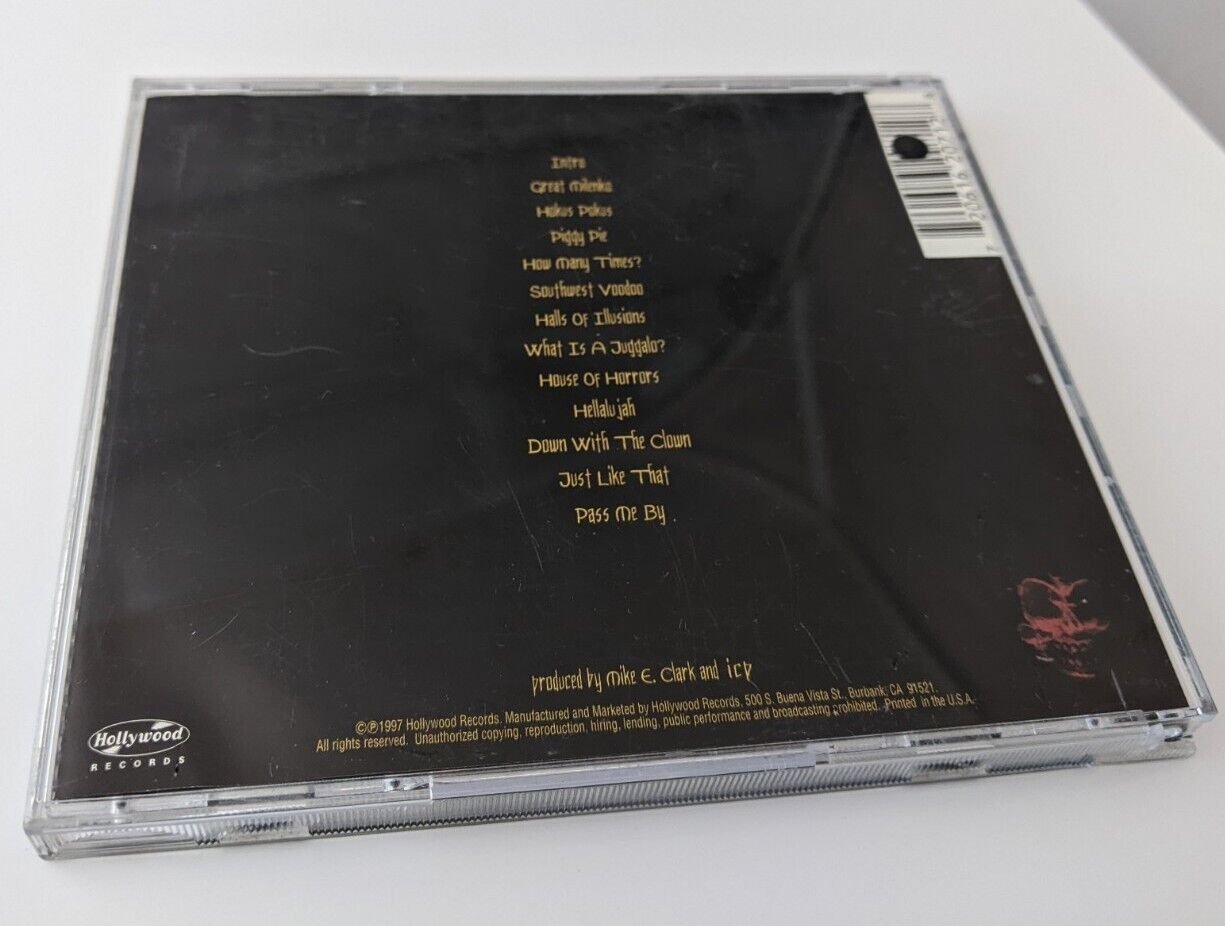 Intro
Great Milenko
Hokus Pokus
Piggy Pie
How Many Times?
Southwest Voodoo
Halls Of Illusions
What Is A Juggalo?
House Of Horrors
Hellalujah
Down With The Clown
Just Like That
Pass Me By
produced by Mike E. Clark and icp
©℗1997 Hollywood Records. Manufactured and Marketed by Hollywood Records, 500 S. Buena Vista St. Burbank, CA 91521.
All rights reserved. Unauthorized copying, reproduction, hiring, lending, public performance and broadcasting prohibited. Printed in the U.S.A.
Hollywood
RECORDS